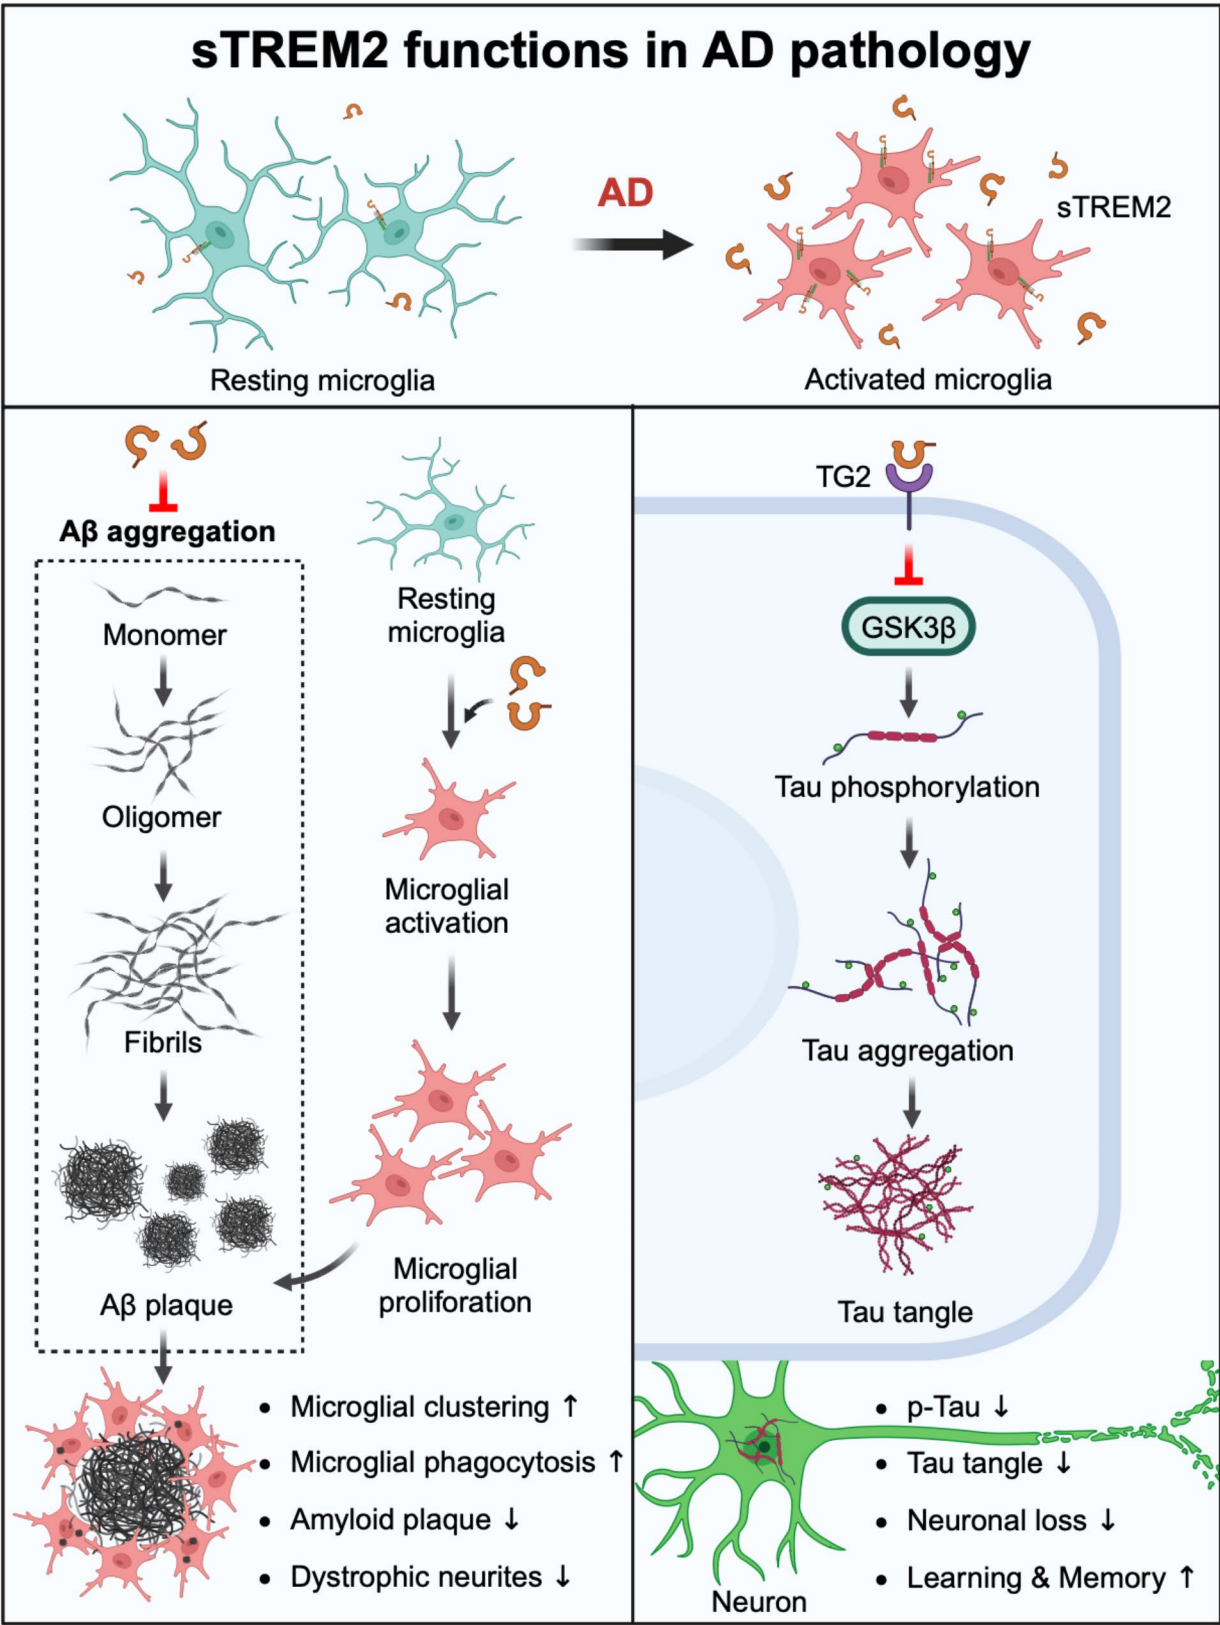 sTREM2 functions in AD pathology
AD
sTREM2
Resting microglia
Activated microglia
Aβ aggregation
Monomer
Oligomer
Fibrils
Aβ plaque
Resting
microglia
Microglial
activation
Microglial
proliforation
• Microglial clustering ↑
• Microglial phagocytosis ↑
• Amyloid plaque ↓
• Dystrophic neurites ↓
TG2
GSK3β
Tau phosphorylation
Tau aggregation
Tau tangle
Neuron
• p-Tau ↓
• Tau tangle ↓
• Neuronal loss ↓
• Learning & Memory ↑